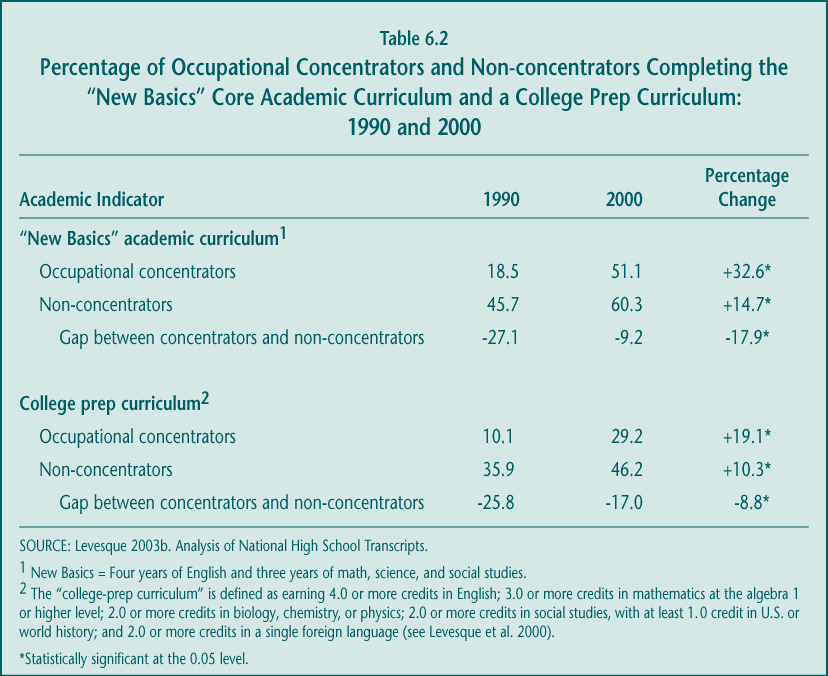 Table 6.2
Percentage of Occupational Concentrators and Non-concentrators Completing the
“New Basics” Core Academic Curriculum and a College Prep Curriculum:
1990 and 2000
Percentage
Academic Indicator 1990 2000 Change
“New Basics” academic curriculum1
Occupational concentrators 18.5 51.1 +32.6*
Non-concentrators 45.7 60.3 +14.7*
Gap between concentrators and non-concentrators -27.1 -9.2 -17.9*
College prep curriculum2
Occupational concentrators 10.1 29.2 +19.1*
Non-concentrators 35.9 46.2 +10.3*
Gap between concentrators and non-concentrators -25.8 -17.0 -8.8*
SOURCE: Levesque 2003b. Analysis of National High School Transcripts.
1 New Basics = Four years of English and three years of math, science, and social studies.
2 The “college-prep curriculum” is defined as earning 4.0 or more credits in English; 3.0 or more credits in mathematics at the algebra 1
or higher level; 2.0 or more credits in biology, chemistry, or physics; 2.0 or more credits in social studies, with at least 1.0 credit in U.S. or
world history; and 2.0 or more credits in a single foreign language (see Levesque et al. 2000).
*Statistically significant at the 0.05 level.